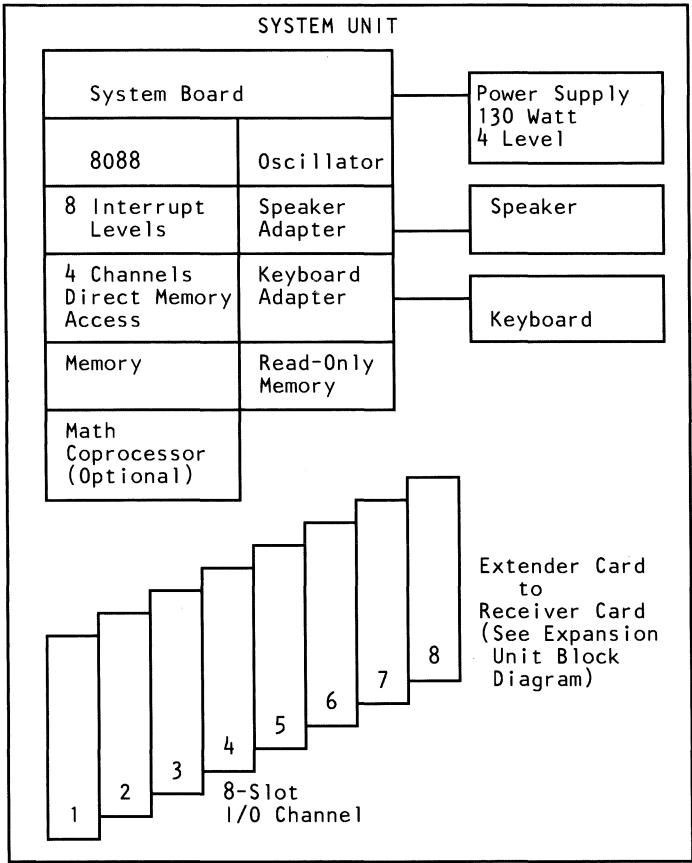 SYSTEM UNIT
System Board
8088
Oscillator
8 Interrupt
Levels
Speaker
Adapter
4 Channels
Direct Memory
Access
Keyboard
Adapter
Memory
Read-Only
Memory
Math
Coprocessor
(Optional)
Power Supply
130 Watt
4 Level
Speaker
Keyboard
1
2
3
4
5
6
7
8
8-Slot
I/O Channel
Extender Card
to
Receiver Card
(See Expansion
Unit Block
Diagram)